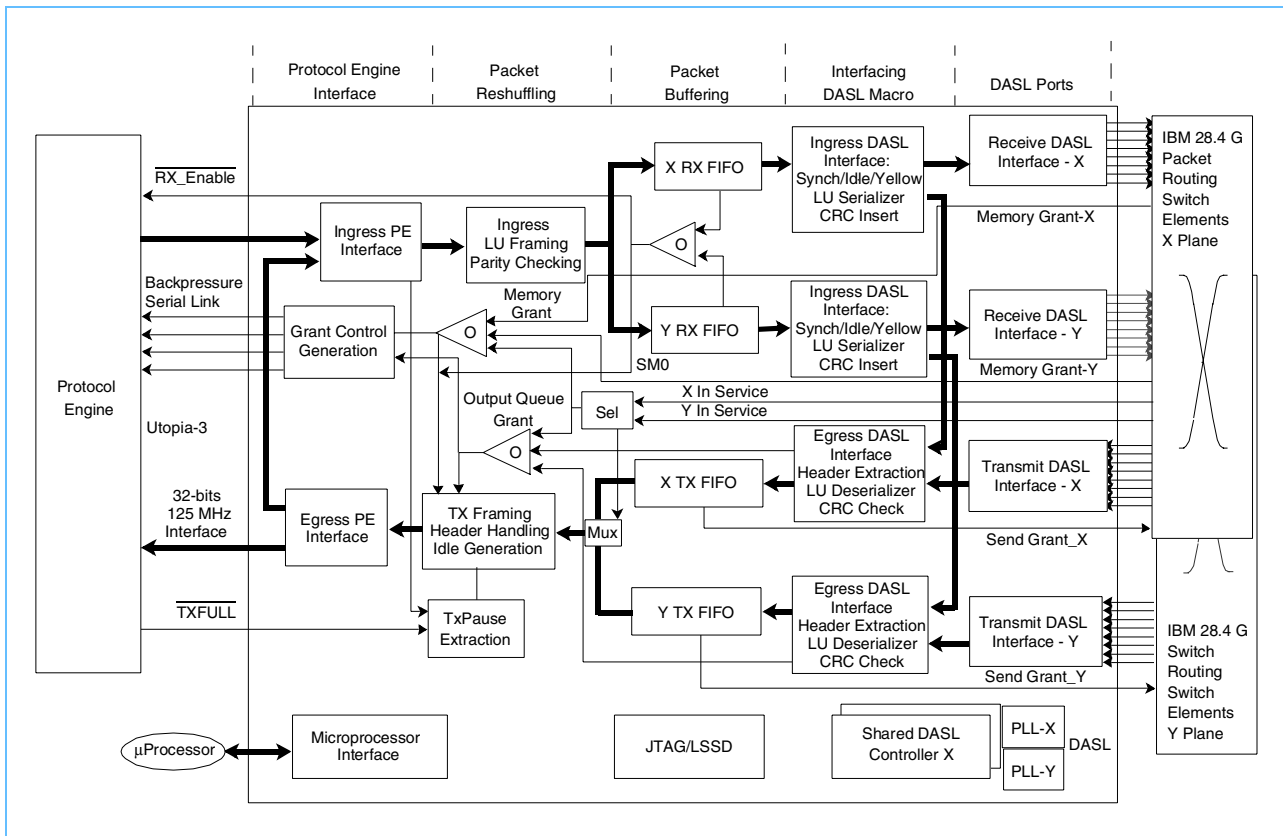 Protocol Engine
Interface
Packet
Reshuffling
Packet
Buffering
Interfacing
DASL Macro
DASL Ports
Protocol
Engine
RX_Enable
Backpressure
Serial Link
Utopia-3
32-bits
125 MHz
Interface
TXFULL
Ingress PE
Interface
Ingress
LU Framing
Parity Checking
X RX FIFO
Ingress DASL
Interface:
Synch/Idle/Yellow
LU Serializer
CRC Insert
Receive DASL
Interface - X
IBM 28.4 G
Packet
Routing
Switch
Elements
X Plane
Memory Grant-X
O
Memory
Grant
Grant Control
Generation
O
Y RX FIFO
Ingress DASL
Interface:
Synch/Idle/Yellow
LU Serializer
CRC Insert
Receive DASL
Interface - Y
Memory Grant-Y
SM0
X In Service
Y In Service
Sel
Output Queue
Grant
O
Egress DASL
Interface
Header Extraction
LU Deserializer
CRC Check
Transmit DASL
Interface - X
X TX FIFO
Send Grant_X
Mux
TX Framing
Header Handling
Idle Generation
Egress PE
Interface
TxPause
Extraction
Y TX FIFO
Egress DASL
Interface
Header Extraction
LU Deserializer
CRC Check
Transmit DASL
Interface - Y
Send Grant_Y
IBM 28.4 G
Switch
Routing
Switch
Elements
Y Plane
µProcessor
Microprocessor
Interface
JTAG/LSSD
Shared DASL
Controller X
PLL-X
PLL-Y
DASL